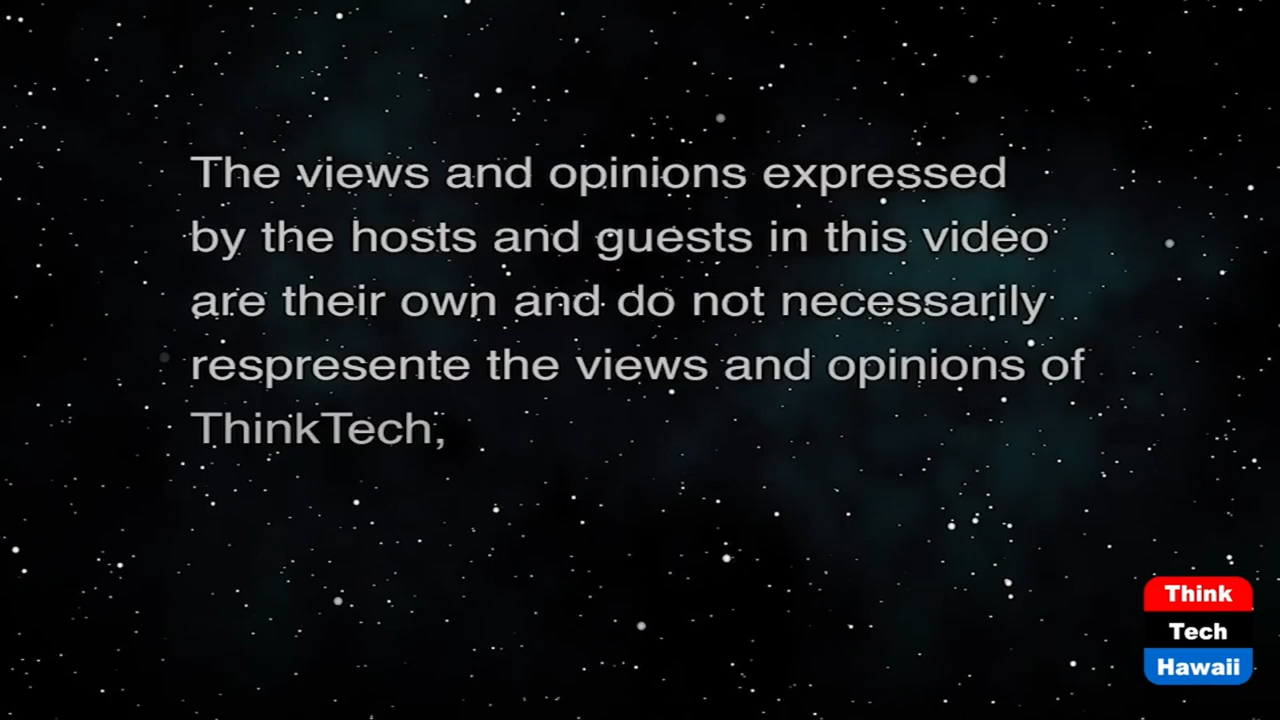 The views and opinions expressed
by the hosts and guests in this video
are their own and do not necessarily
respresente the views and opinions of
ThinkTech,
Think
Tech
Hawaii